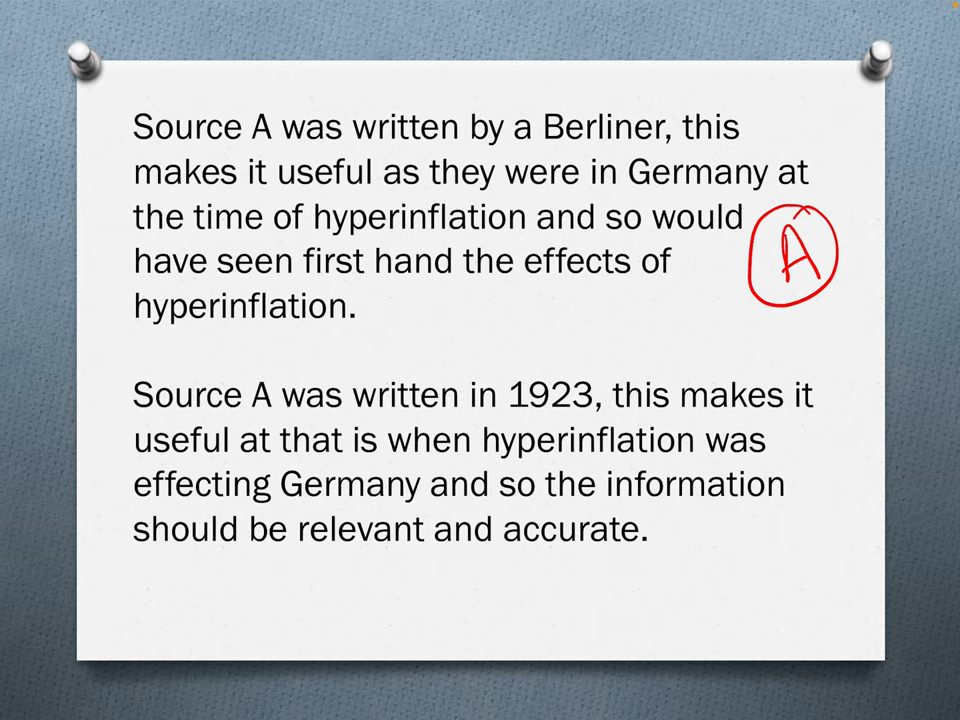 Source A was written by a Berliner, this
makes it useful as they were in Germany at
the time of hyperinflation and so would
have seen first hand the effects of
hyperinflation.
A
Source A was written in 1923, this makes it
useful at that is when hyperinflation was
effecting Germany and so the information
should be relevant and accurate.